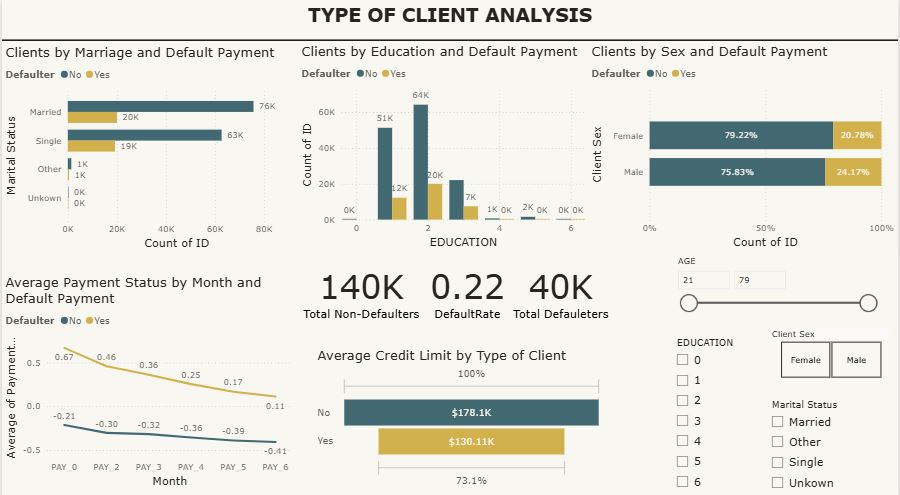 TYPE OF CLIENT ANALYSIS
Clients by Marriage and Default Payment
Defaulter No Yes
Marital Status
Married
76K
20K
Single
63K
19K
Other
1K
1K
Unkown
0K
0K
0K 20K 40K 60K 80K
Count of ID
Clients by Education and Default Payment
Defaulter No Yes
Count of ID
60K
40K
20K
0K
0K
51K
12K
64K
20K
7K
1K 0K
2K 0K
0K 0K
0 2 4 6
EDUCATION
Clients by Sex and Default Payment
Defaulter No Yes
Client Sex
Female
79.22% 20.78%
Male
75.83% 24.17%
0% 50% 100%
Count of ID
Average Payment Status by Month and
Default Payment
Defaulter No Yes
Average of Payment...
0.5
0.0
-0.5
0.67 0.46 0.36 0.25 0.17 0.11
-0.21 -0.30 -0.32 -0.36 -0.39 -0.41
PAY_0 PAY_2 PAY_3 PAY_4 PAY_5 PAY_6
Month
140K
Total Non-Defaulters
0.22
DefaultRate
40K
Total Defauleters
Average Credit Limit by Type of Client
100%
No
$178.1K
Yes
$130.11K
73.1%
AGE
21 79
EDUCATION
0
1
2
3
4
5
6
Client Sex
Female Male
Marital Status
Married
Other
Single
Unkown